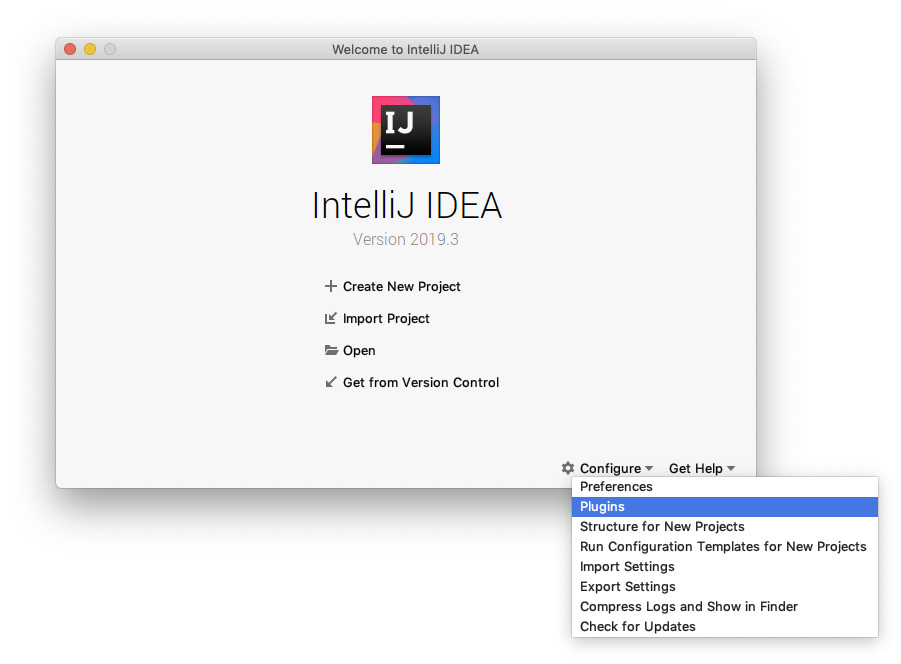 Welcome to IntelliJ IDEA
IJ
IntelliJ IDEA
Version 2019.3
Create New Project
Import Project
Open
Get from Version Control
Configure Get Help
Preferences
Plugins
Structure for New Projects
Run Configuration Templates for New Projects
Import Settings
Export Settings
Compress Logs and Show in Finder
Check for Updates